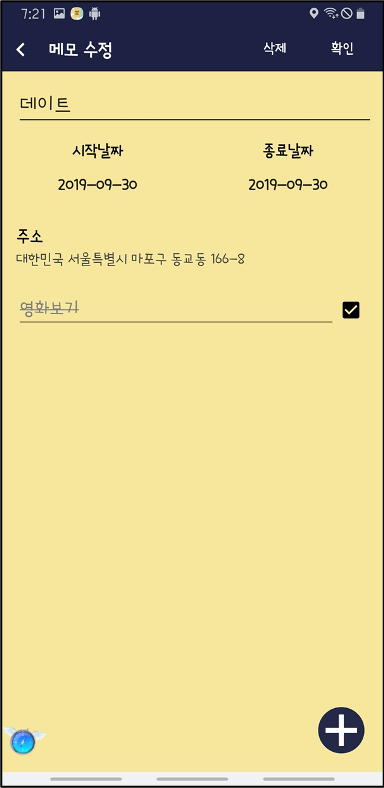 7:21
메모 수정 삭제 확인
데이트
시작날짜 종료날짜
2019-09-30 2019-09-30
주소
대한민국 서울특별시 마포구 동교동 166-8
영화보기